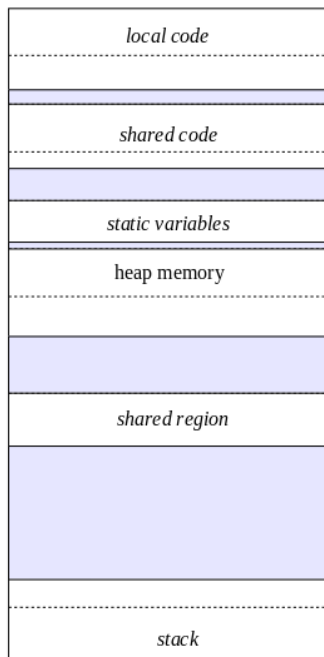 local code
shared code
static variables
heap memory
shared region
stack